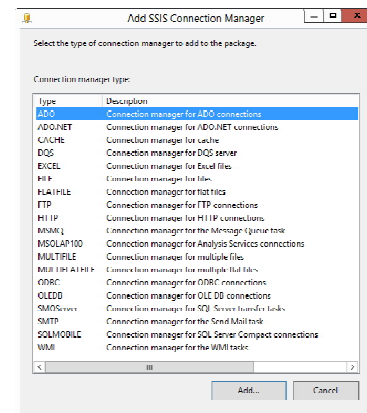 Add SSIS Connection Manager
Select the type of connection manager to add to the package.
Connection manager type:
Type Description
ADO Connection manager for ADO connections
ADO.NET Connection manager for ADO.NET connections
CACHE Connection manager for cache
DQS Connection manager for DQS server
EXCEL Connection manager for Excel files
FILE Connection manager for files
FLATFILE Connection manager for flat files
FTP Connection manager for FTP connections
HTTP Connection manager for HTTP connections
MSMQ Connection manager for the Message Queue task
MSOLAP100 Connection manager for Analysis Services connections
MULTIFILE Connection manager for multiple files
MULTIFLATFILE Connection manager for multiple flat files
ODBC Connection manager for ODBC connections
OLEDB Connection manager for OLE DB connections
SMOServer Connection manager for SQL Server transfer tasks
SMTP Connection manager for the Send Mail task
SQLMOBILE Connection manager for SQL Server Compact connections
WMI Connection manager for the WMI tasks
Add... Cancel